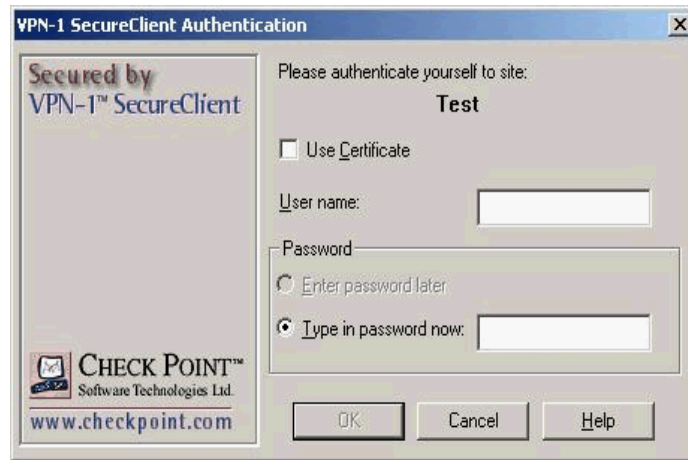 VPN-1 SecureClient Authentication
Secured by
VPN-1™ SecureClient
CHECK POINT™
Software Technologies Ltd.
www.checkpoint.com
Please authenticate yourself to site:
Test
Use Certificate
User name:
Password
Enter password later
Type in password now:
OK
Cancel
Help